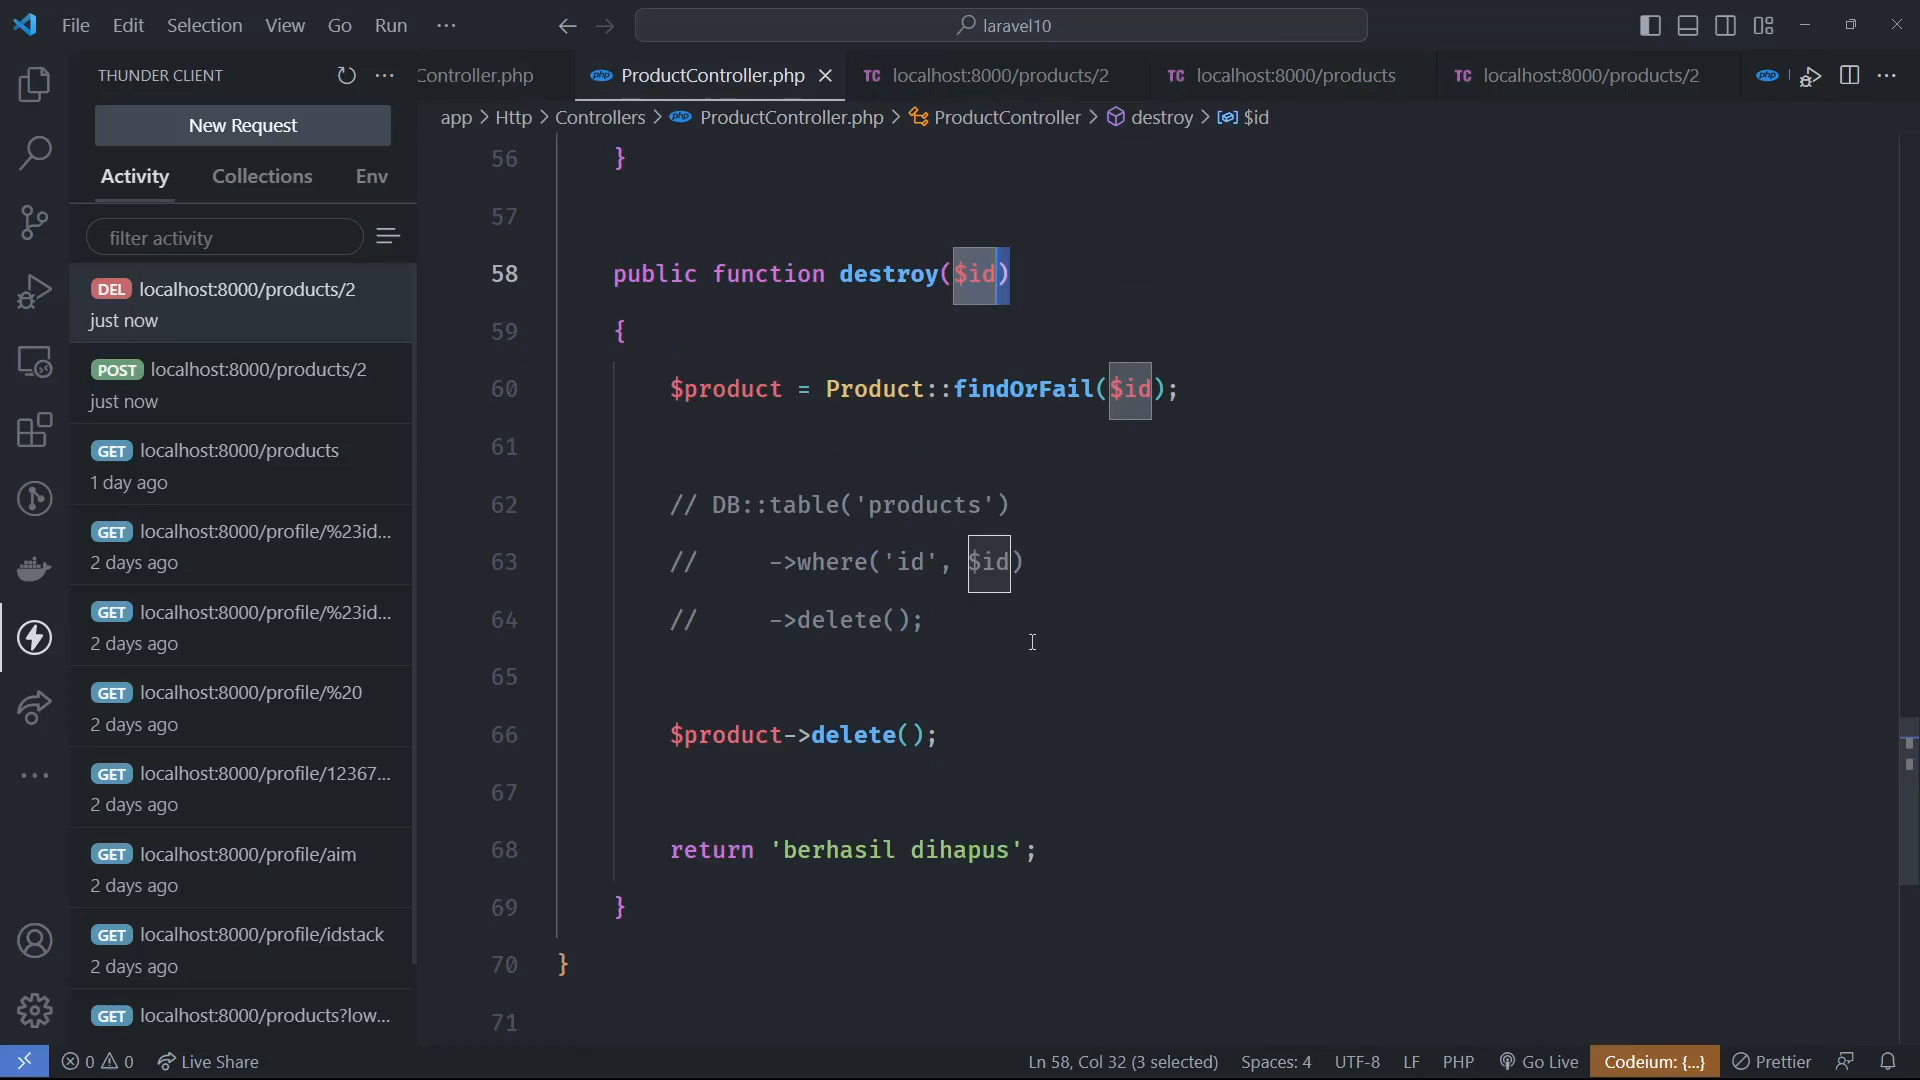 File Edit Selection View Go Run ···
laravel10
THUNDER CLIENT
New Request
Activity Collections Env
filter activity
DEL localhost:8000/products/2
just now
POST localhost:8000/products/2
just now
GET localhost:8000/products
1 day ago
GET localhost:8000/profile/%23id...
2 days ago
GET localhost:8000/profile/%23id...
2 days ago
GET localhost:8000/profile/%20
2 days ago
GET localhost:8000/profile/12367...
2 days ago
GET localhost:8000/profile/aim
2 days ago
GET localhost:8000/profile/idstack
2 days ago
GET localhost:8000/products?low...
Controller.php php ProductController.php TC localhost:8000/products/2 TC localhost:8000/products TC localhost:8000/products/2 php
app > Http > Controllers > php ProductController.php > ProductController > destroy > $id
56 }
57
58 public function destroy($id)
59 {
60 $product = Product::findOrFail($id);
61
62 // DB::table('products')
63 // ->where('id', $id)
64 // ->delete();
65
66 $product->delete();
67
68 return 'berhasil dihapus';
69 }
70 }
71
0 0 Live Share Ln 58, Col 32 (3 selected) Spaces: 4 UTF-8 LF PHP Go Live Codeium: {...} Prettier